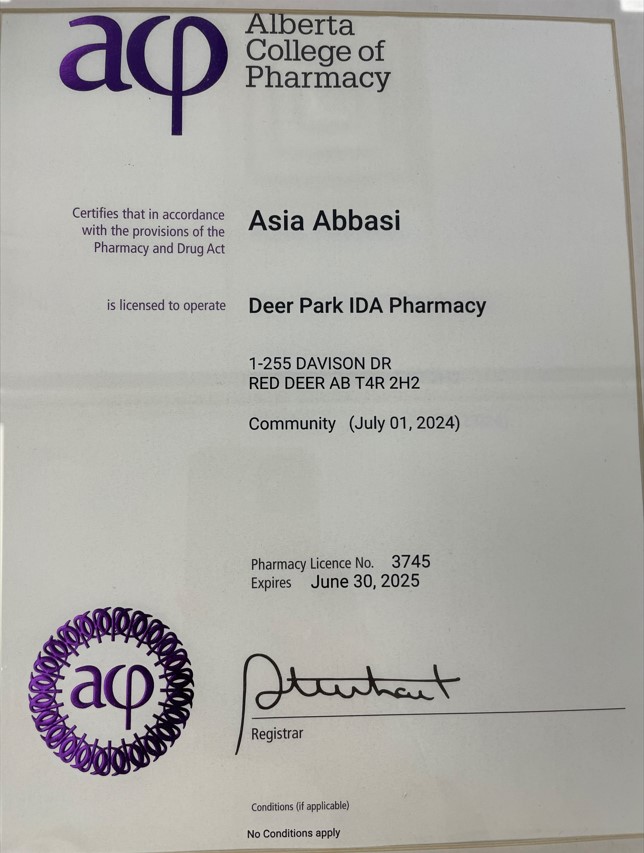 acp
Alberta
College of
Pharmacy
Certifies that in accordance
with the provisions of the
Pharmacy and Drug Act
Asia Abbasi
is licensed to operate
Deer Park IDA Pharmacy
1-255 DAVISON DR
RED DEER AB T4R 2H2
Community (July 01, 2024)
Pharmacy Licence No. 3745
Expires June 30, 2025
acp
Registrar
Conditions (if applicable)
No Conditions apply